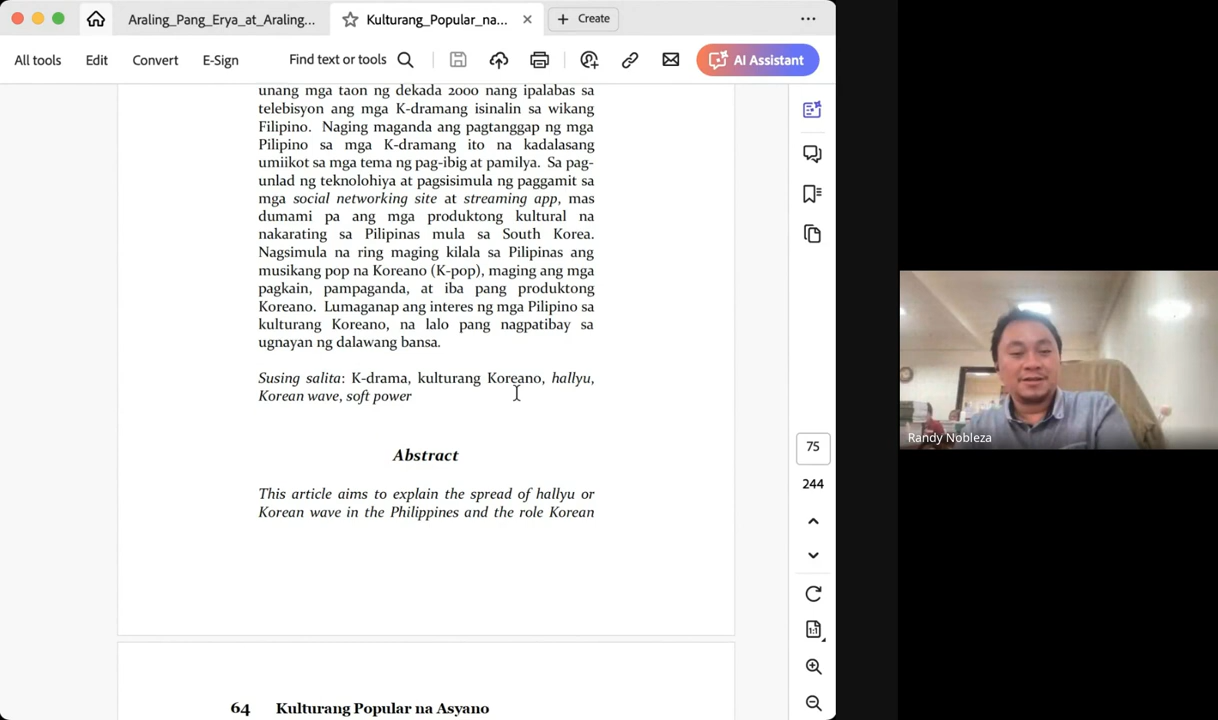 Araling_Pang_Erya_at_Araling...
Kulturang_Popular_na...
Create
All tools
Edit
Convert
E-Sign
Find text or tools
AI Assistant
unang mga taon ng dekada 2000 nang ipalabas sa
telebisyon ang mga K-dramang isinalin sa wikang
Filipino. Naging maganda ang pagtanggap ng mga
Pilipino sa mga K-dramang ito na kadalasang
umiikot sa mga tema ng pag-ibig at pamilya. Sa pag-
unlad ng teknolohiya at pagsisimula ng paggamit sa
mga social networking site at streaming app, mas
dumami pa ang mga produktong kultural na
nakarating sa Pilipinas mula sa South Korea.
Nagsimula na ring maging kilala sa Pilipinas ang
musikang pop na Koreano (K-pop), maging ang mga
pagkain, pampaganda, at iba pang produktong
Koreano. Lumaganap ang interes ng mga Pilipino sa
kulturang Koreano, na lalo pang nagpatibay sa
ugnayan ng dalawang bansa.
Susing salita: K-drama, kulturang Koreano, hallyu,
Korean wave, soft power
Abstract
This article aims to explain the spread of hallyu or
Korean wave in the Philippines and the role Korean
64 Kulturang Popular na Asyano
75
244
1:1
Randy Nobleza